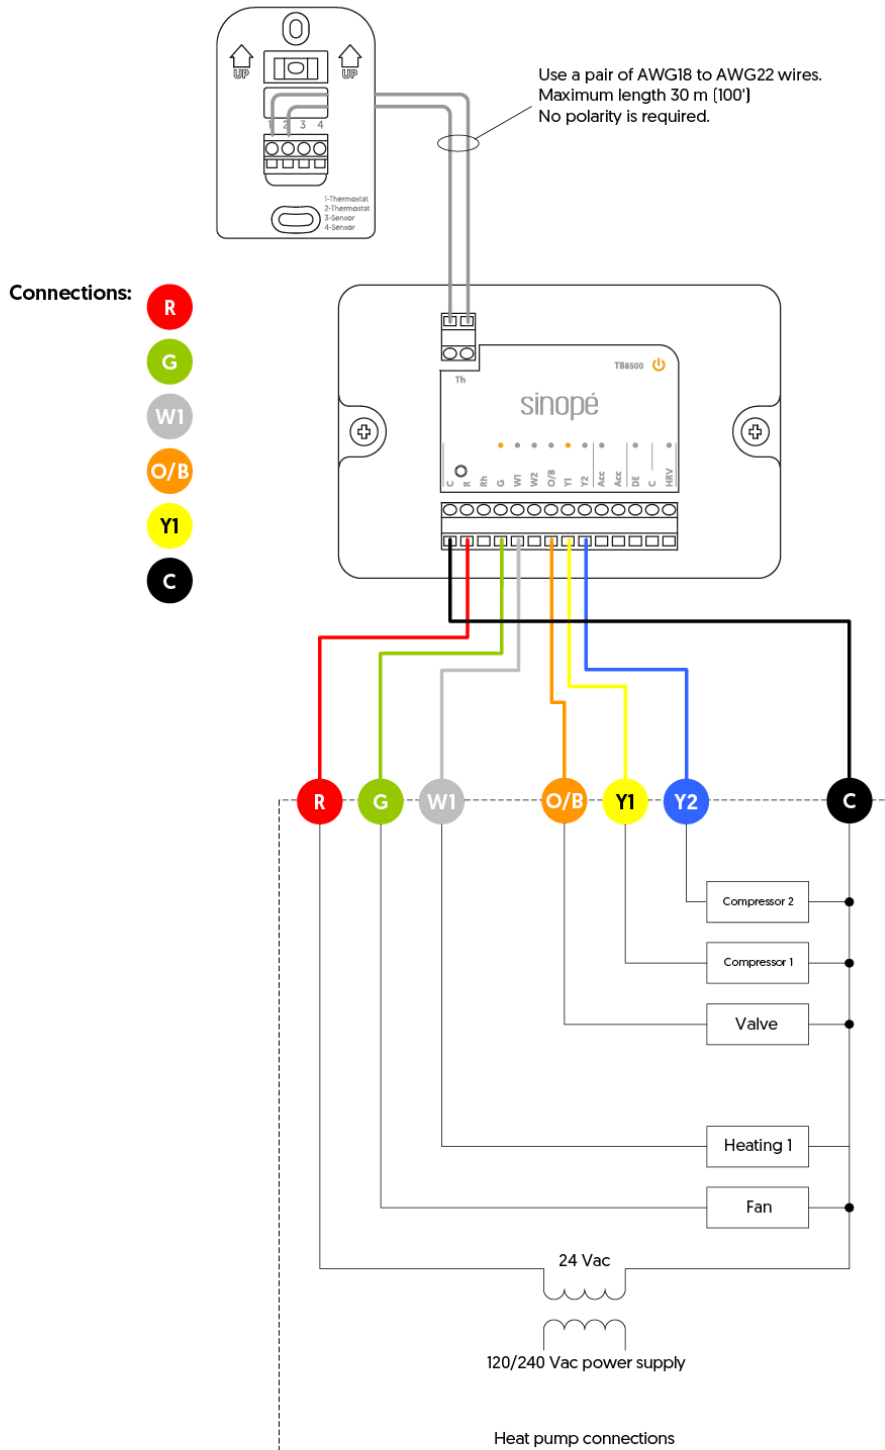 UP
UP
Use a pair of AWG18 to AWG22 wires.
Maximum length 30 m (100')
No polarity is required.
1 2 3 4
1-Thermostat
2-Thermostat
3-Sensor
4-Sensor
Connections:
R
G
W1
O/B
Y1
C
TB6500
Th
sinopé
C R Rh G W1 W2 O/B Y1 Y2 Acc Acc DE C HRV
R G W1 O/B Y1 Y2 C
Compressor 2
Compressor 1
Valve
Heating 1
Fan
24 Vac
120/240 Vac power supply
Heat pump connections